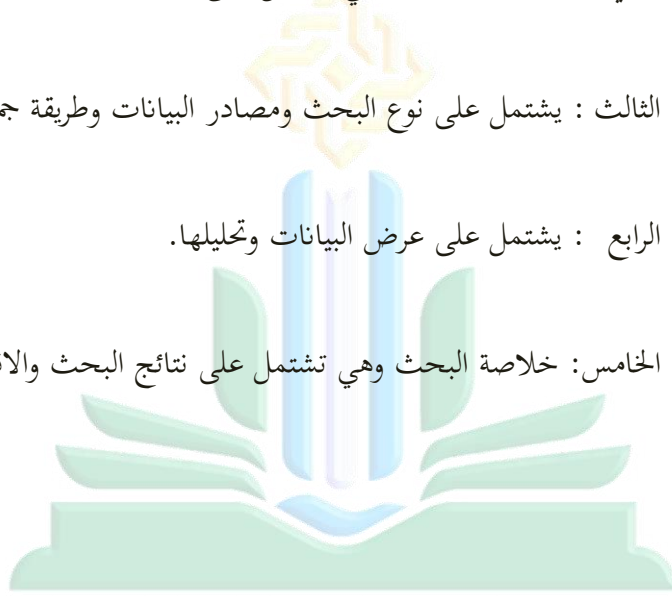 الثالث : يشتمل على نوع البحث ومصادر البيانات وطريقة
الرابع : يشتمل على عرض البيانات وتحليلها.
الخامس: خلاصة البحث وهي تشتمل على نتائج البحث